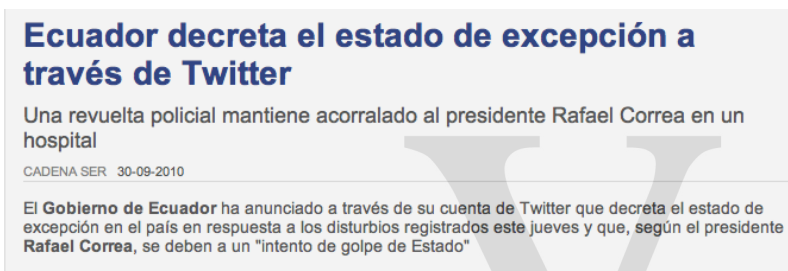 Ecuador decreta el estado de excepción a
través de Twitter
Una revuelta policial mantiene acorralado al presidente Rafael Correa en un
hospital
CADENA SER 30-09-2010
El Gobierno de Ecuador ha anunciado a través de su cuenta de Twitter que decreta el estado de
excepción en el país en respuesta a los disturbios registrados este jueves y que, según el presidente
Rafael Correa, se deben a un "intento de golpe de Estado"